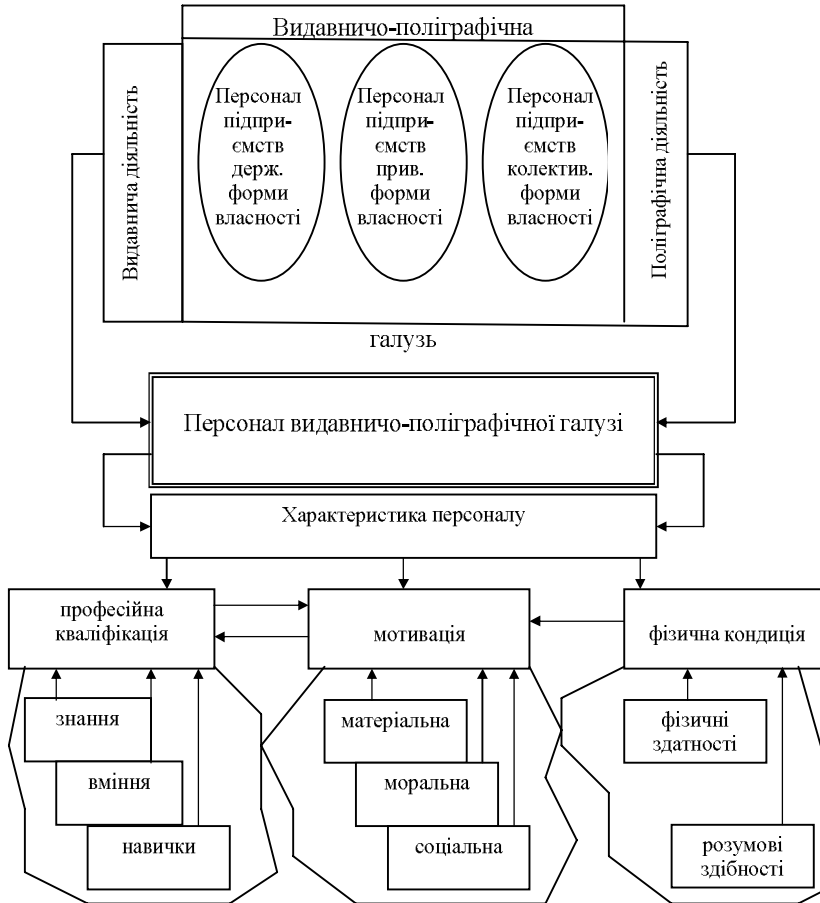 Видавничо-поліграфічна
Видавнича діяльність
Персонал
підпри-
ємств
держ.
форми
власності
Персонал
підпри-
ємств
прив.
форми
власності
Персонал
підпри-
ємств
колектив.
форми
власності
Поліграфічна діяльність
галузь
Персонал видавничо-поліграфічної галузі
Характеристика персоналу
професійна
кваліфікація
мотивація
фізична кондиція
знання
вміння
навички
матеріальна
моральна
соціальна
фізичні
здатності
розумові
здібності